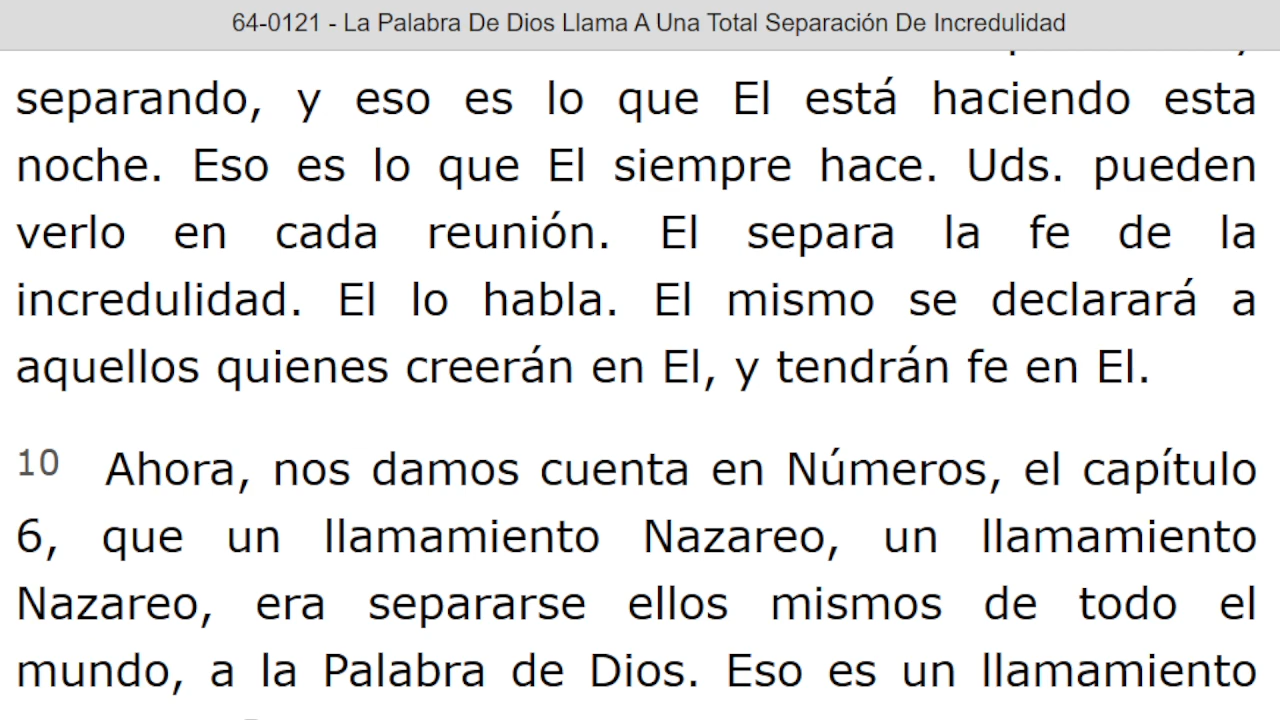 64-0121 - La Palabra De Dios Llama A Una Total Separación De Incredulidad
separando, y eso es lo que El está haciendo esta
noche. Eso es lo que El siempre hace. Uds. pueden
verlo en cada reunión. El separa la fe de la
incredulidad. El lo habla. El mismo se declarará a
aquellos quienes creerán en El, y tendrán fe en El.
10 Ahora, nos damos cuenta en Números, el capítulo
6, que un llamamiento Nazareo, un llamamiento
Nazareo, era separarse ellos mismos de todo el
mundo, a la Palabra de Dios. Eso es un llamamiento